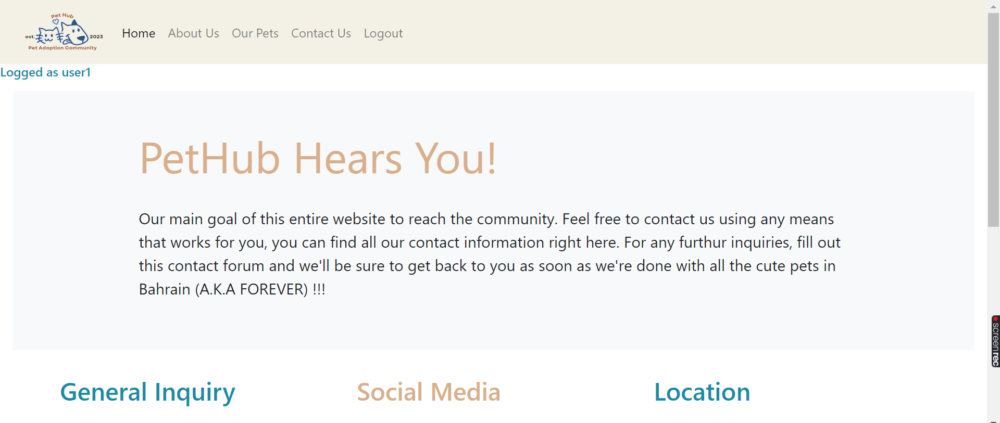 Pet Hub
est. 2023
Pet Adoption Community
Home About Us Our Pets Contact Us Logout
Logged as user1
PetHub Hears You!
Our main goal of this entire website to reach the community. Feel free to contact us using any means
that works for you, you can find all our contact information right here. For any furthur inquiries, fill out
this contact forum and we'll be sure to get back to you as soon as we're done with all the cute pets in
Bahrain (A.K.A FOREVER) !!!
screenrec
General Inquiry Social Media Location